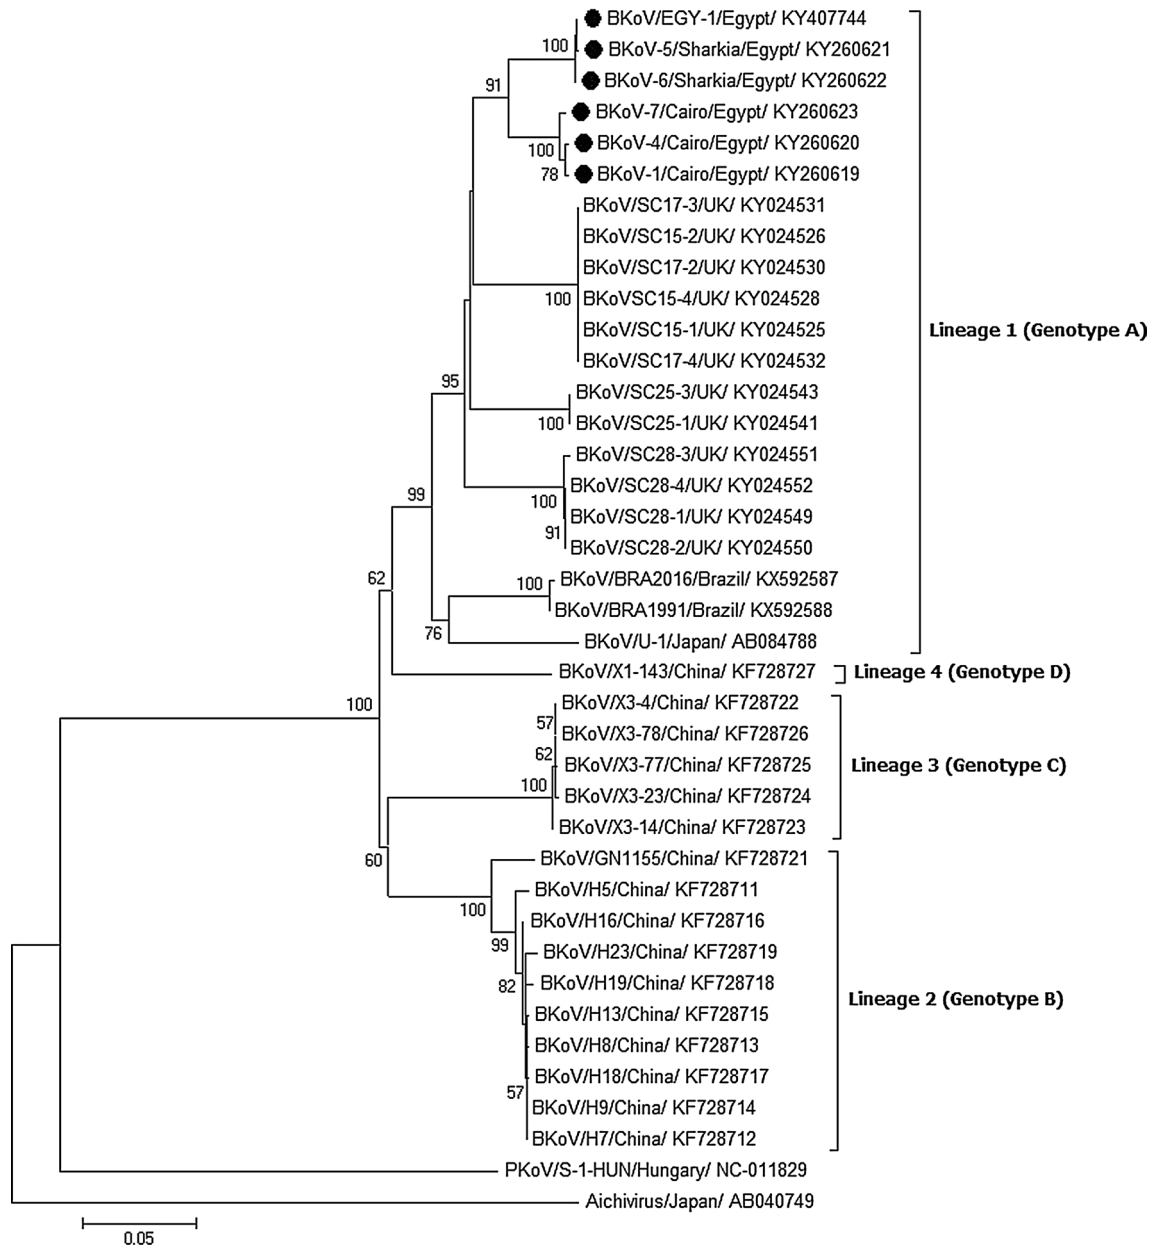 BKoV/EGY-1/Egypt/ KY407744
100
BKoV-5/Sharkia/Egypt/ KY260621
BKoV-6/Sharkia/Egypt/ KY260622
91
BKoV-7/Cairo/Egypt/ KY260623
BKoV-4/Cairo/Egypt/ KY260620
100
78
BKoV-1/Cairo/Egypt/ KY260619
BKoV/SC17-3/UK/ KY024531
BKoV/SC15-2/UK/ KY024526
BKoV/SC17-2/UK/ KY024530
100
BKoVSC15-4/UK/ KY024528
BKoV/SC15-1/UK/ KY024525
Lineage 1 (Genotype A)
BKoV/SC17-4/UK/ KY024532
95
BKoV/SC25-3/UK/ KY024543
100
BKoV/SC25-1/UK/ KY024541
BKoV/SC28-3/UK/ KY024551
BKoV/SC28-4/UK/ KY024552
99
100
BKoV/SC28-1/UK/ KY024549
91
BKoV/SC28-2/UK/ KY024550
62
100
BKoV/BRA2016/Brazil/ KX592587
BKoV/BRA1991/Brazil/ KX592588
76
BKoV/U-1/Japan/ AB084788
BKoV/X1-143/China/ KF728727
Lineage 4 (Genotype D)
100
BKoV/X3-4/China/ KF728722
57
BKoV/X3-78/China/ KF728726
62
BKoV/X3-77/China/ KF728725
Lineage 3 (Genotype C)
100
BKoV/X3-23/China/ KF728724
BKoV/X3-14/China/ KF728723
60
BKoV/GN1155/China/ KF728721
BKoV/H5/China/ KF728711
100
BKoV/H16/China/ KF728716
99
BKoV/H23/China/ KF728719
82
BKoV/H19/China/ KF728718
Lineage 2 (Genotype B)
BKoV/H13/China/ KF728715
BKoV/H8/China/ KF728713
BKoV/H18/China/ KF728717
57
BKoV/H9/China/ KF728714
BKoV/H7/China/ KF728712
PKoV/S-1-HUN/Hungary/ NC-011829
Aichivirus/Japan/ AB040749
0.05